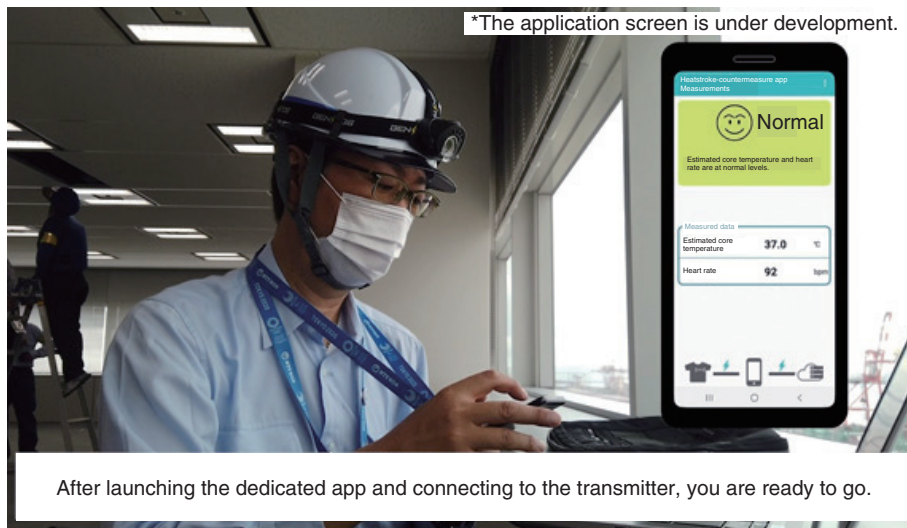 *The application screen is under development.
Heatstroke-countermeasure app
Measurements
Normal
Estimated core temperature and heart
rate are at normal levels.
Measured data
Estimated core
temperature
37.0 ℃
Heart rate 92 bpm
After launching the dedicated app and connecting to the transmitter, you are ready to go.